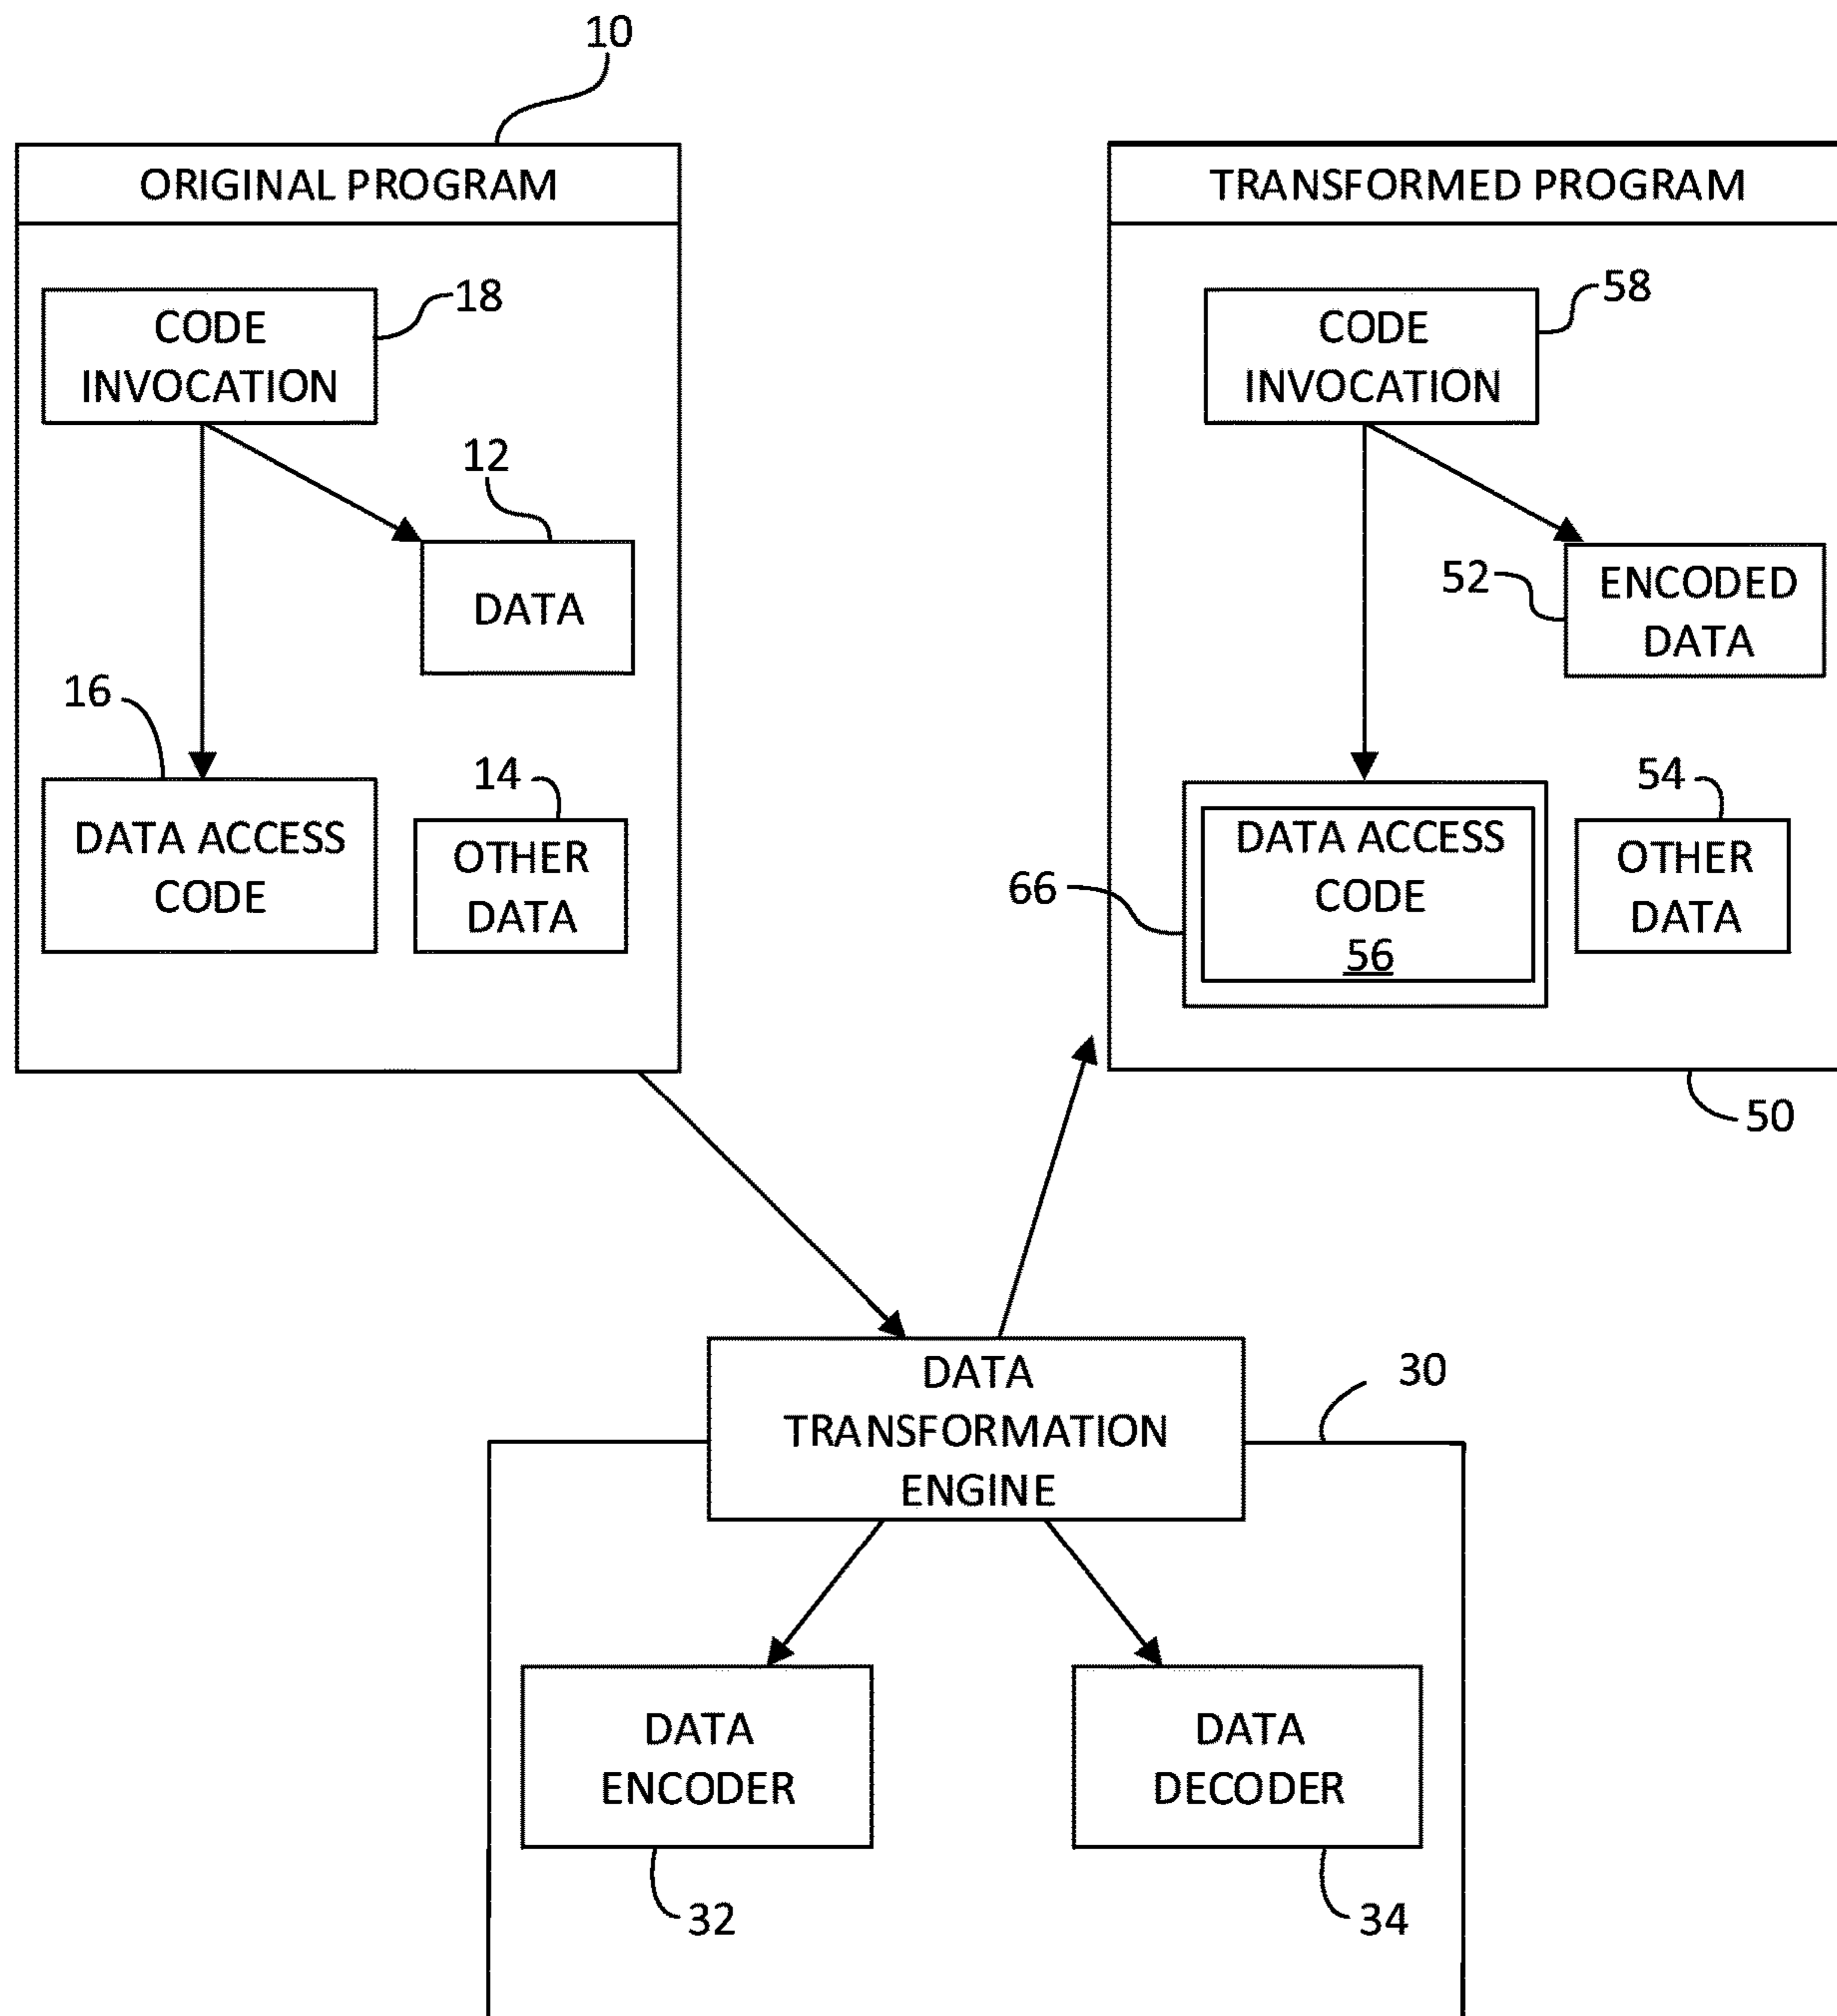 10
ORIGINAL PROGRAM
CODE
INVOCATION
18
12
DATA
16
DATA ACCESS
CODE
14
OTHER
DATA
TRANSFORMED PROGRAM
CODE
INVOCATION
58
52
ENCODED
DATA
54
DATA ACCESS
CODE
56
66
OTHER
DATA
50
DATA
TRANSFORMATION
ENGINE
30
DATA
ENCODER
32
DATA
DECODER
34